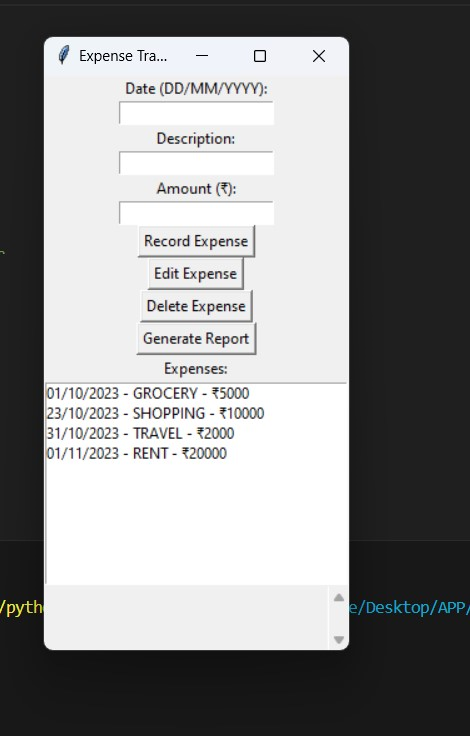 Expense Tra...
Date (DD/MM/YYYY):
Description:
Amount (₹):
Record Expense
Edit Expense
Delete Expense
Generate Report
Expenses:
01/10/2023 - GROCERY - ₹5000
23/10/2023 - SHOPPING - ₹10000
31/10/2023 - TRAVEL - ₹2000
01/11/2023 - RENT - ₹20000
/pyth e/Desktop/APP/